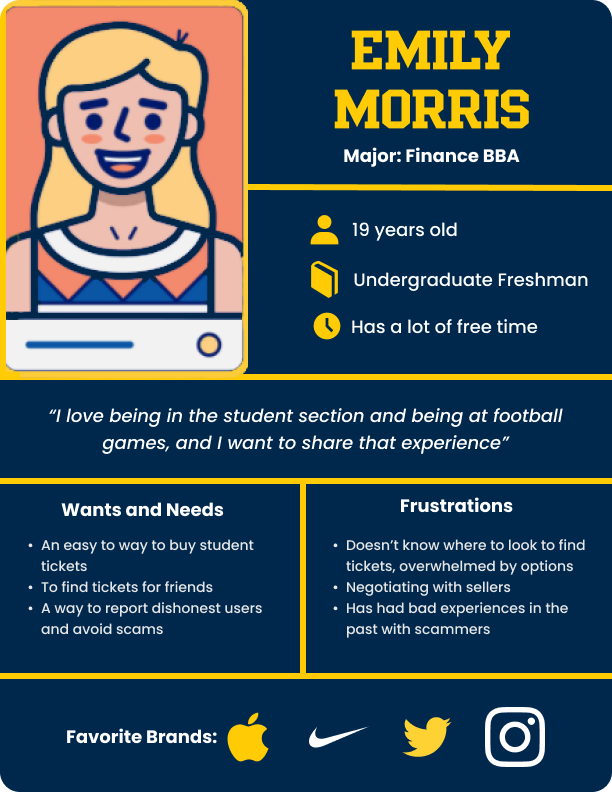 EMILY
MORRIS
Major: Finance BBA
19 years old
Undergraduate Freshman
Has a lot of free time
“I love being in the student section and being at football
games, and I want to share that experience”
Wants and Needs
• An easy to way to buy student
tickets
• To find tickets for friends
• A way to report dishonest users
and avoid scams
Frustrations
• Doesn’t know where to look to find
tickets, overwhelmed by options
• Negotiating with sellers
• Has had bad experiences in the
past with scammers
Favorite Brands: